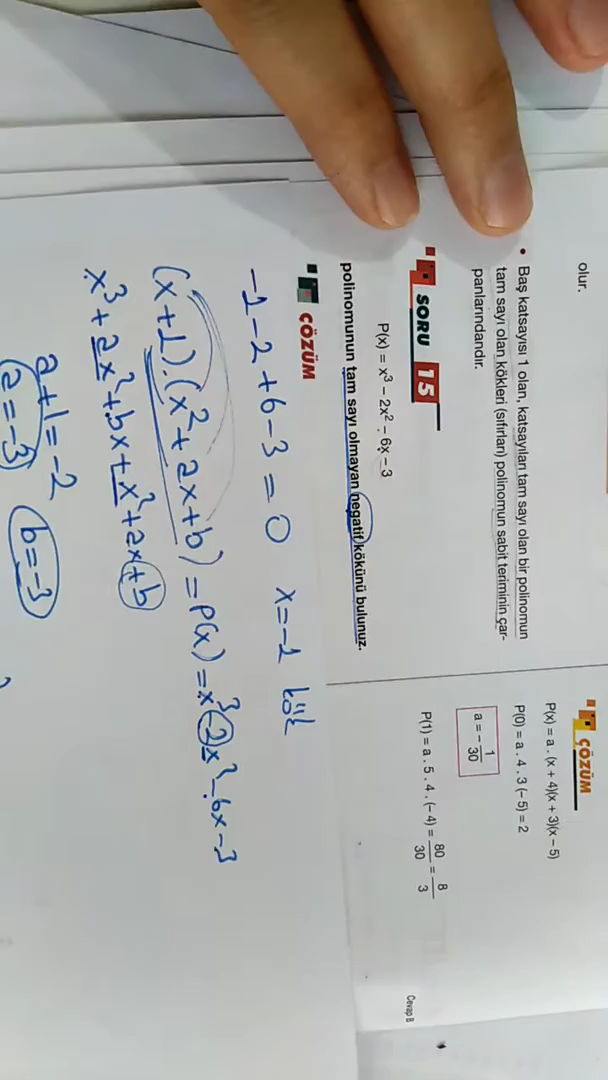 olur.
• Baş katsayısı 1 olan, katsayıları tam sayı olan bir polinomun
tam sayı olan kökleri (sıfırları) polinomun sabit teriminin çar-
panlarındandır.
SORU 15
P(x) = x³ – 2x² – 6x – 3
polinomunun tam sayı olmayan negatif kökünü bulunuz.
ÇÖZÜM
-1-2+6-3=0 x=-1 kök
(x+1).(x²+ax+b)=P(x)=x³-2x²-6x-3
x³+ax²+bx+x²+ax+b
a+1=-2
a=-3 b=-3
ÇÖZÜM
P(x) = a . (x + 4)(x + 3)(x – 5)
P(0) = a . 4 . 3 (– 5) = 2
a = – 1/30
P(1) = a . 5 . 4 . (– 4) = 80/30 = 8/3
Cevap B